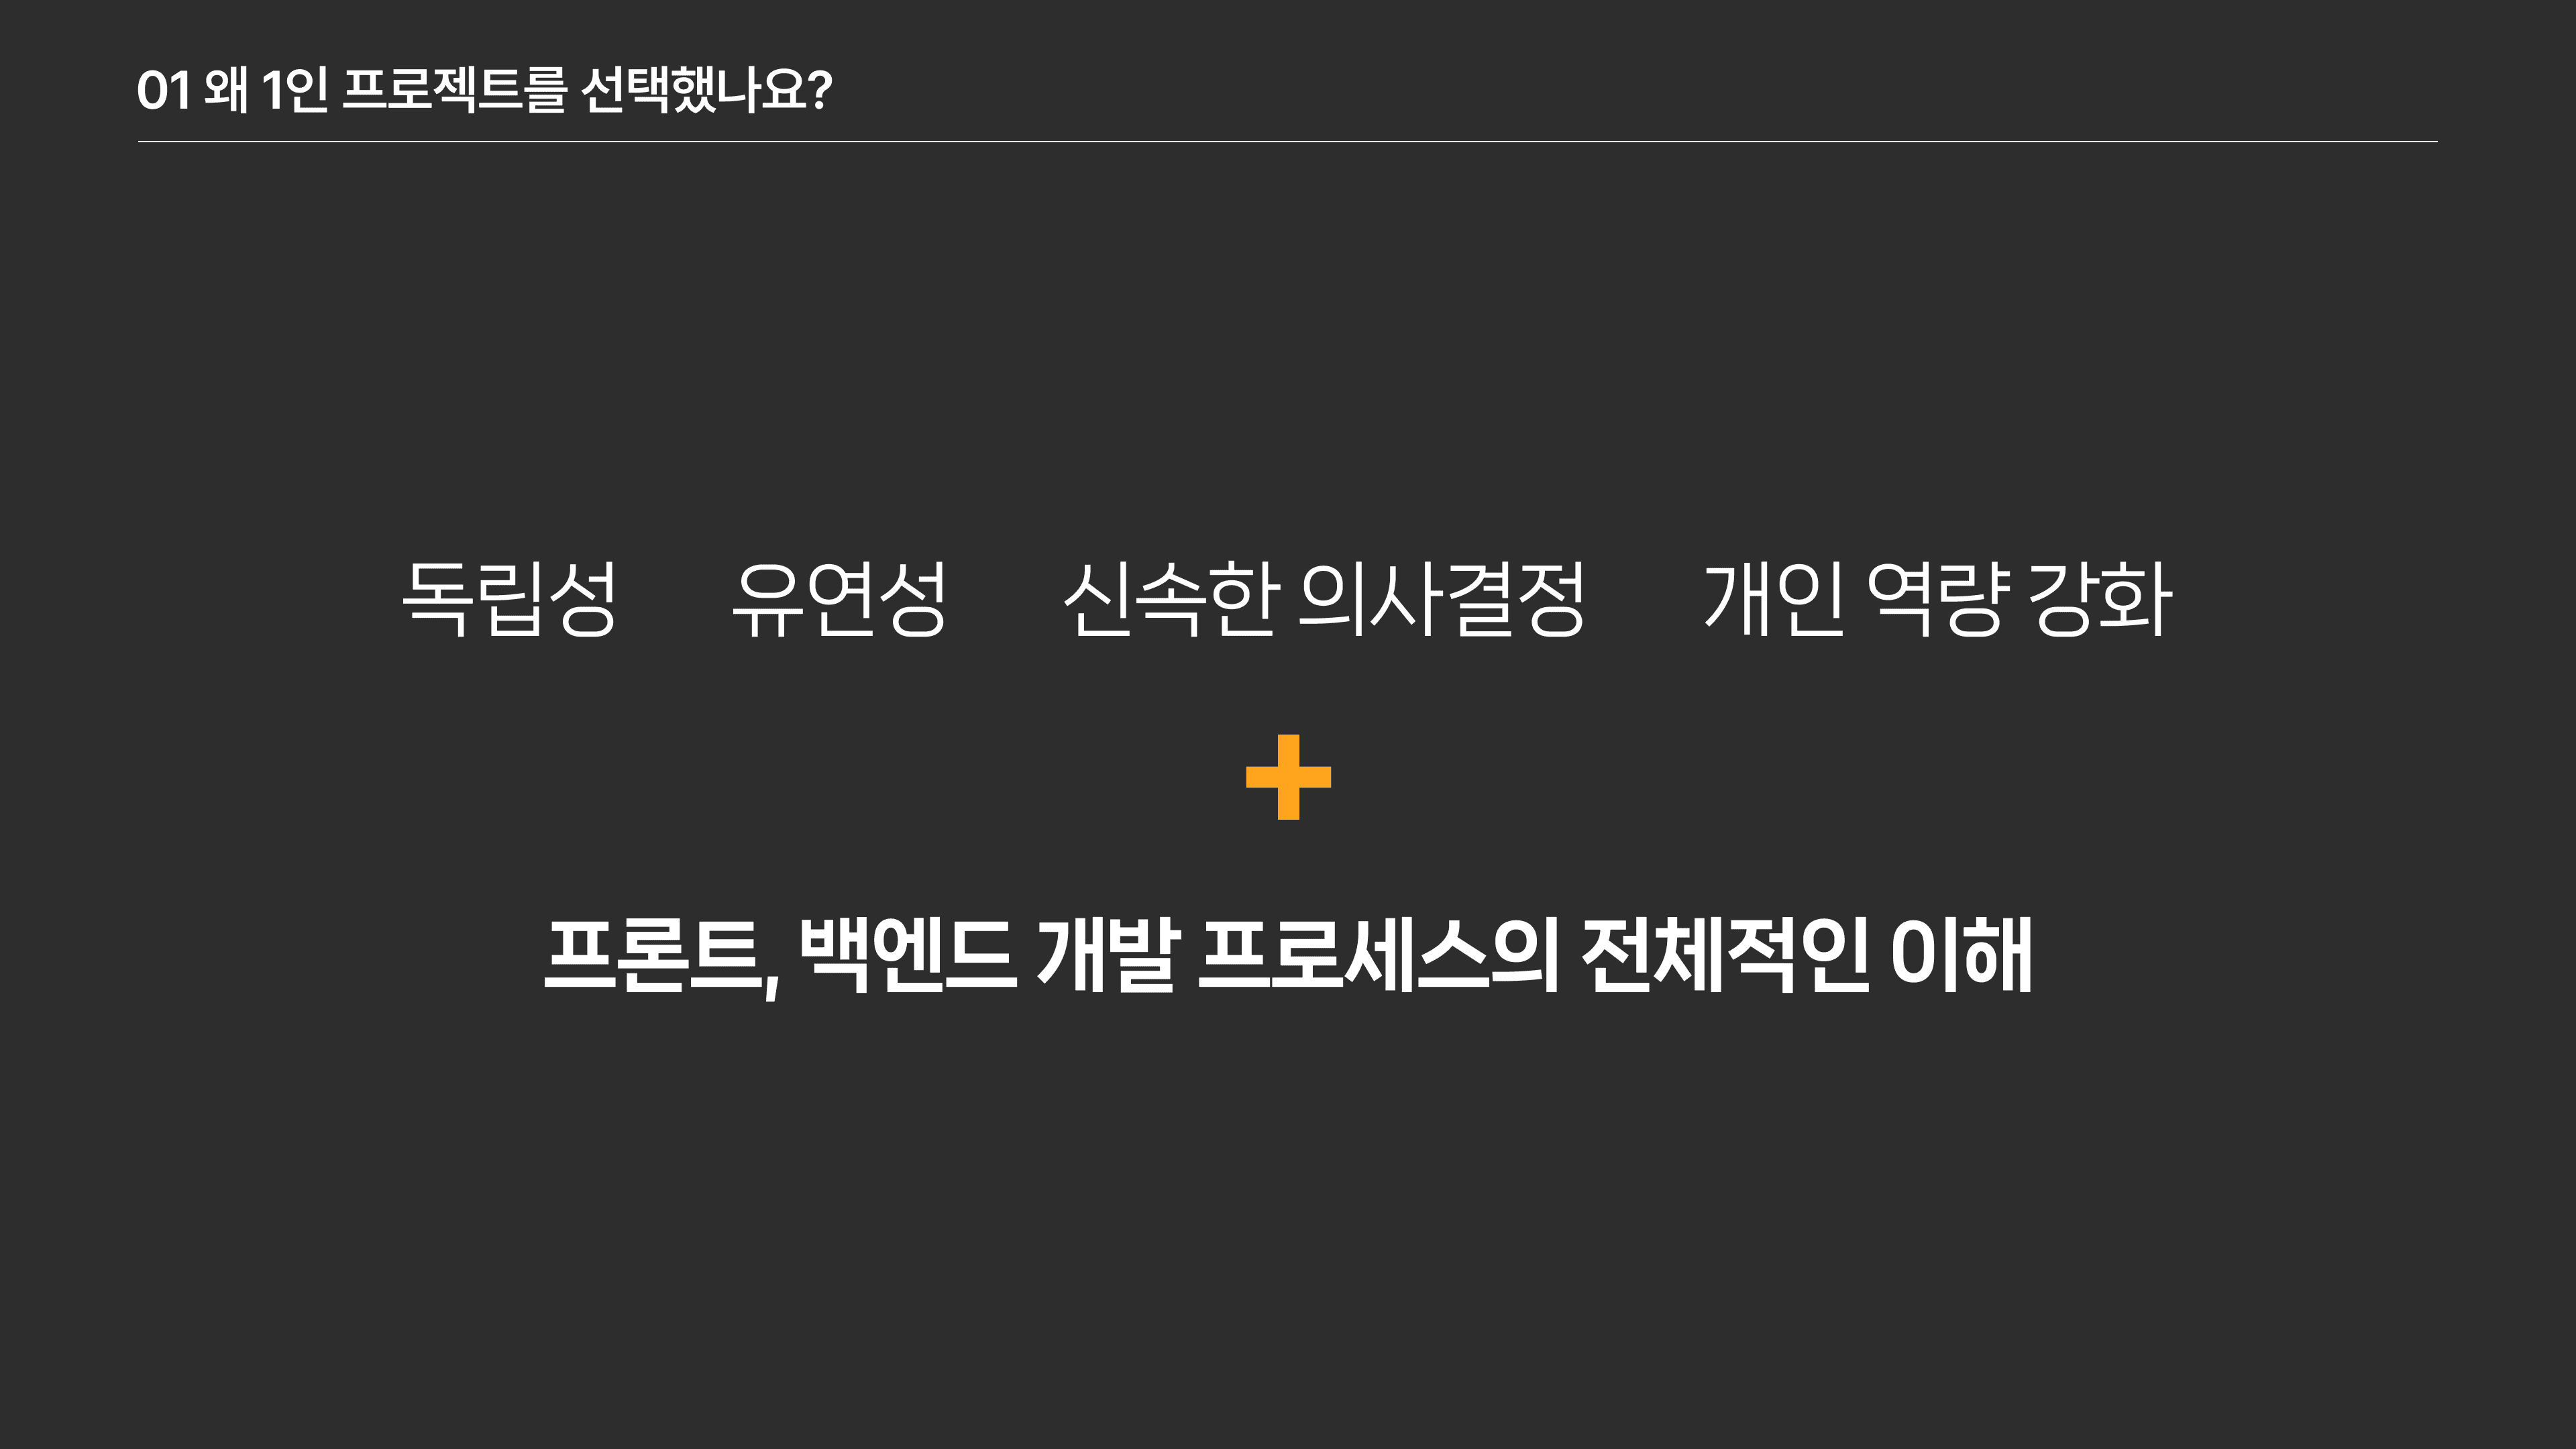 01 왜 1인 프로젝트를 선택했나요?
독립성 유연성 신속한 의사결정 개인 역량 강화
+
프론트, 백엔드 개발 프로세스의 전체적인 이해